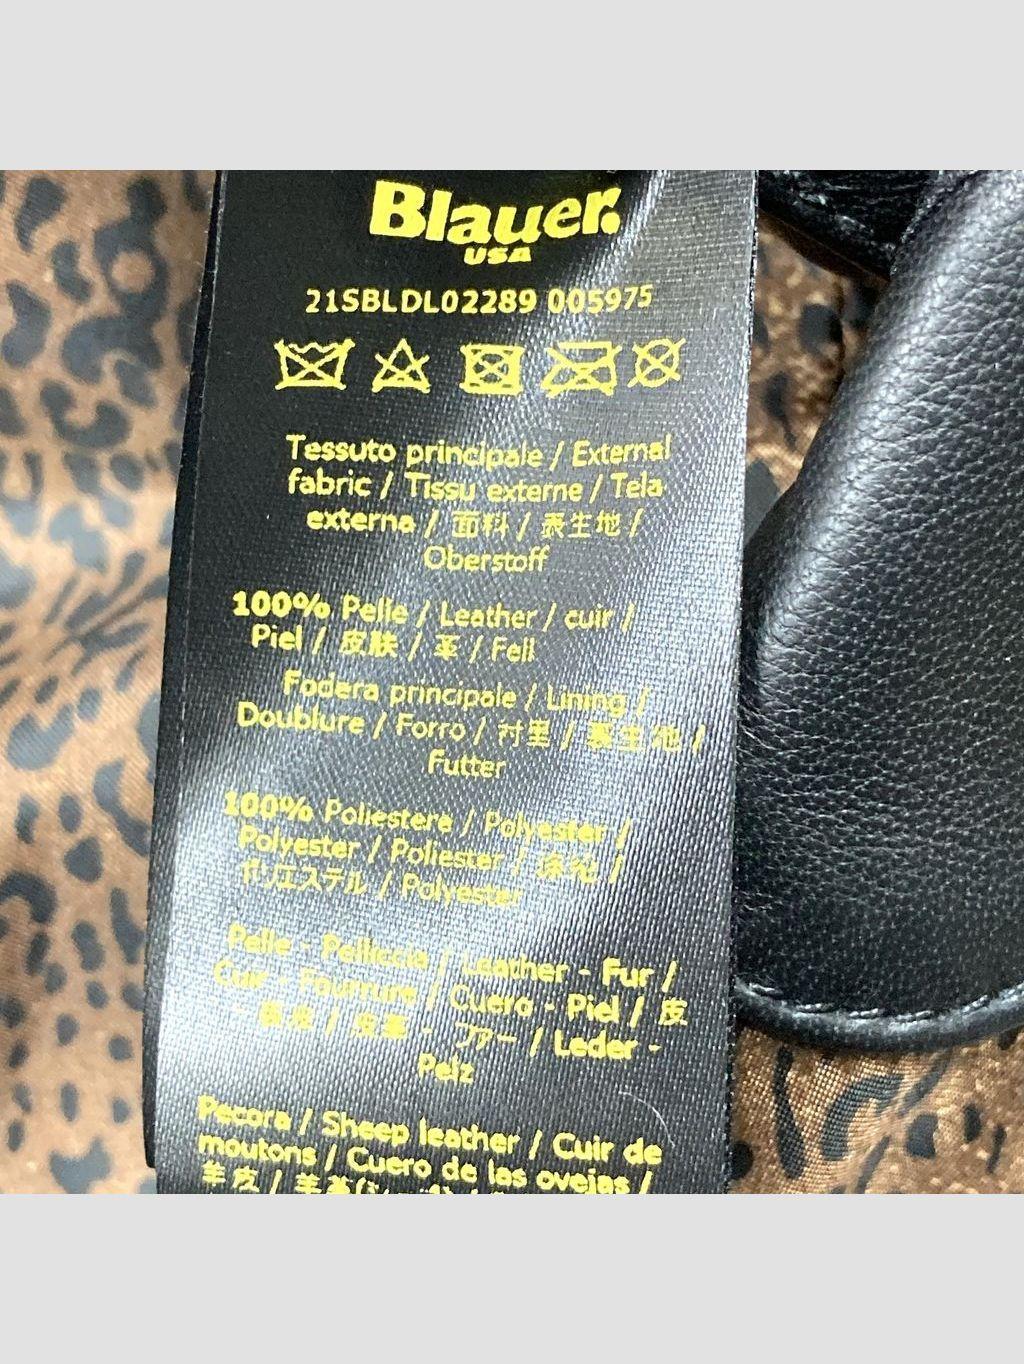 Blauer.
USA
21SBLDL02289 005975
Tessuto principale / External
fabric / Tissu externe / Tela
externa / 面料 / 表生地 /
Oberstoff
100% Pelle / Leather / cuir /
Piel / 皮肤 / 革 / Fell
Fodera principale / Lining /
Doublure / Forro / 衬里 / 裏生地 /
Futter
100% Poliestere / Polyester /
Polyester / Poliester / 涤纶 /
ポリエステル / Polyester
Pelle - Pelliccia / Leather - Fur /
Cuir - Fourrure / Cuero - Piel / 皮
- / 皮革 - ファー / Leder -
Pelz
Pecora / Sheep leather / Cuir de
moutons / Cuero de las ovejas /
羊皮 / 羊革